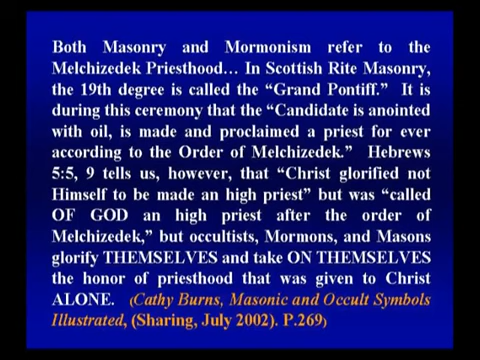 Both Masonry and Mormonism refer to the
Melchizedek Priesthood… In Scottish Rite Masonry,
the 19th degree is called the “Grand Pontiff.” It is
during this ceremony that the “Candidate is anointed
with oil, is made and proclaimed a priest for ever
according to the Order of Melchizedek.” Hebrews
5:5, 9 tells us, however, that “Christ glorified not
Himself to be made an high priest” but was “called
OF GOD an high priest after the order of
Melchizedek,” but occultists, Mormons, and Masons
glorify THEMSELVES and take ON THEMSELVES
the honor of priesthood that was given to Christ
ALONE. (Cathy Burns, Masonic and Occult Symbols
Illustrated, (Sharing, July 2002). P.269)